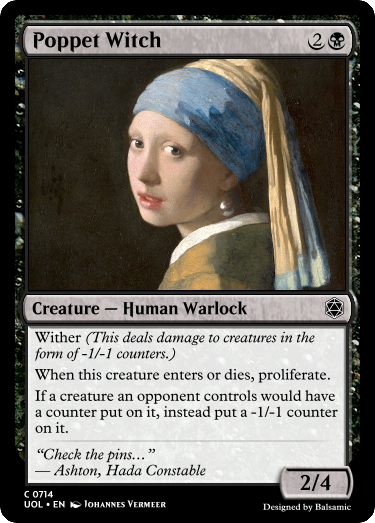 Poppet Witch 2
Creature — Human Warlock
Wither (This deals damage to creatures in the
form of -1/-1 counters.)
When this creature enters or dies, proliferate.
If a creature an opponent controls would have
a counter put on it, instead put a -1/-1 counter
on it.
“Check the pins...”
— Ashton, Hada Constable
2/4
C 0714
UOL • EN Johannes Vermeer
Designed by Balsamic